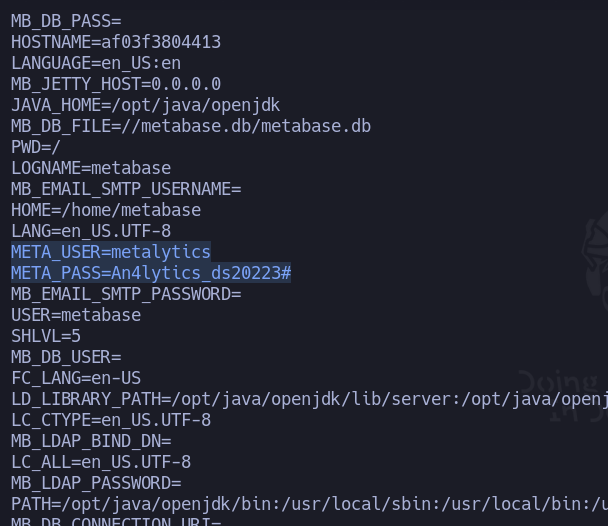 MB_DB_PASS=
HOSTNAME=af03f3804413
LANGUAGE=en_US:en
MB_JETTY_HOST=0.0.0.0
JAVA_HOME=/opt/java/openjdk
MB_DB_FILE=//metabase.db/metabase.db
PWD=/
LOGNAME=metabase
MB_EMAIL_SMTP_USERNAME=
HOME=/home/metabase
LANG=en_US.UTF-8
META_USER=metalytics
META_PASS=An4lytics_ds20223#
MB_EMAIL_SMTP_PASSWORD=
USER=metabase
SHLVL=5
MB_DB_USER=
FC_LANG=en-US
LD_LIBRARY_PATH=/opt/java/openjdk/lib/server:/opt/java/openj
LC_CTYPE=en_US.UTF-8
MB_LDAP_BIND_DN=
LC_ALL=en_US.UTF-8
MB_LDAP_PASSWORD=
PATH=/opt/java/openjdk/bin:/usr/local/sbin:/usr/local/bin:/u
MB_DB_CONNECTION_URI=
Doing